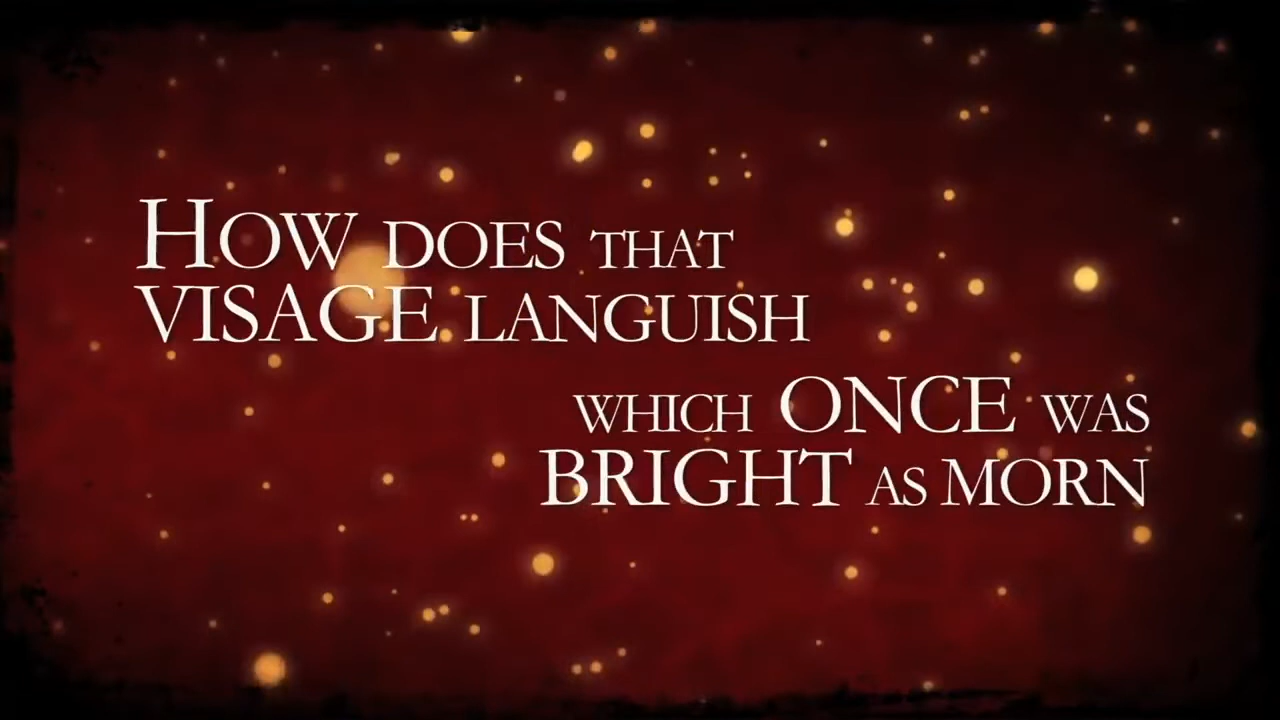 How does that
visage languish
which once was
bright as morn